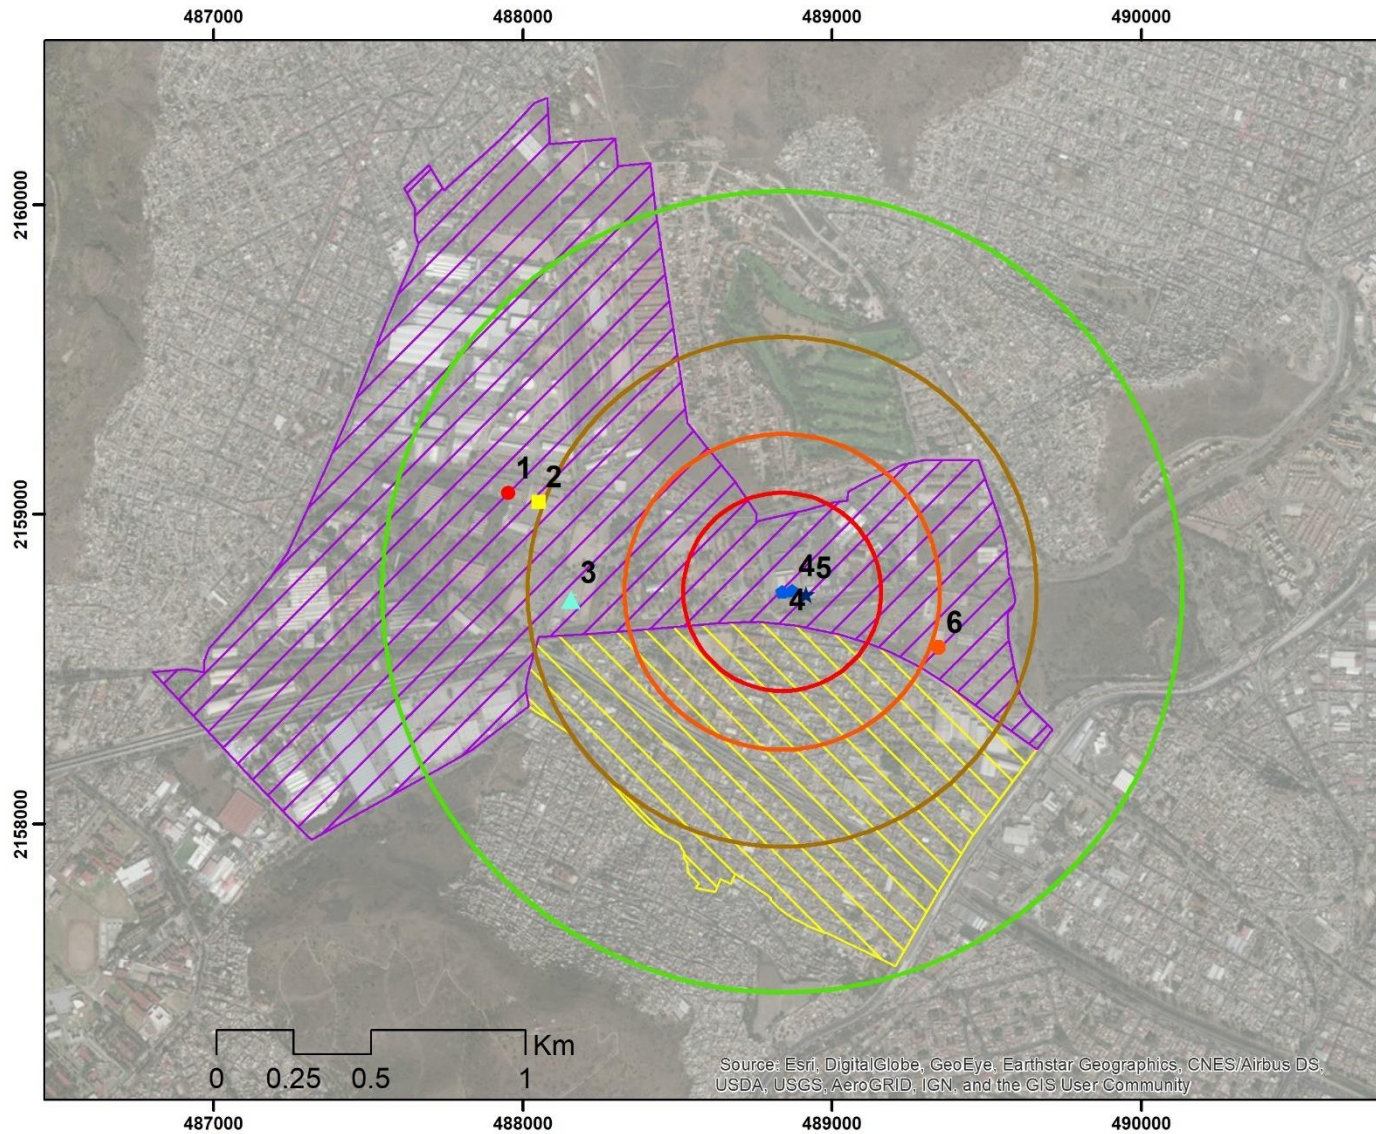 487000 488000 489000 490000
2160000
2159000
2158000
1
2
3
45
4
6
Km
0 0.25 0.5 1
Source: Esri, DigitalGlobe, GeoEye, Earthstar Geographics, CNES/Airbus DS,
USDA, USGS, AeroGRID, IGN, and the GIS User Community
487000 488000 489000 490000